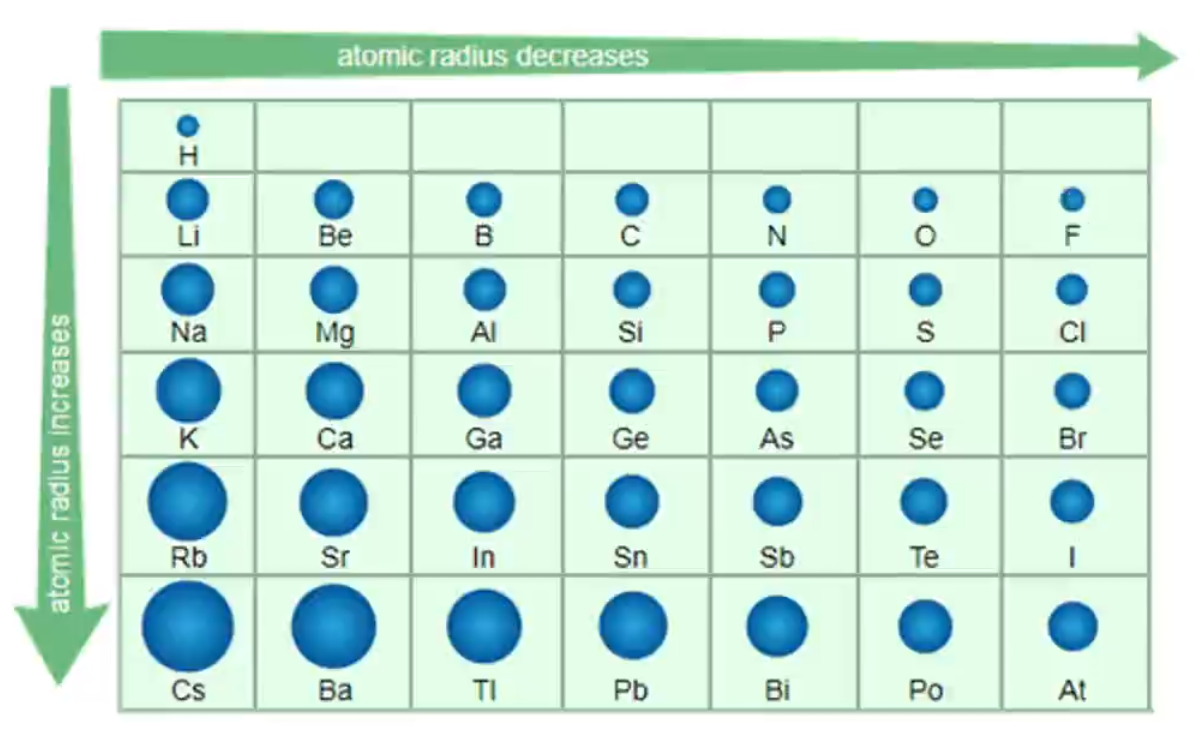 atomic radius decreases
atomic radius increases
H
Li Be B C N O F
Na Mg Al Si P S Cl
K Ca Ga Ge As Se Br
Rb Sr In Sn Sb Te I
Cs Ba Tl Pb Bi Po At